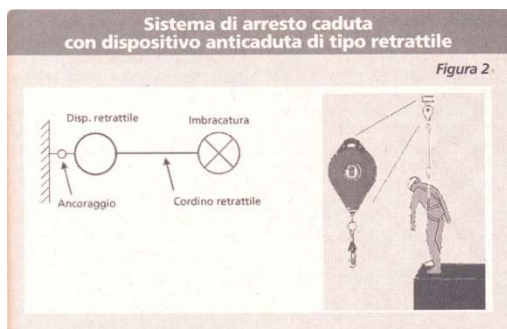 Sistema di arresto caduta
con dispositivo anticaduta di tipo retrattile
Figura 2
Disp. retrattile
Imbracatura
Ancoraggio
Cordino retrattile